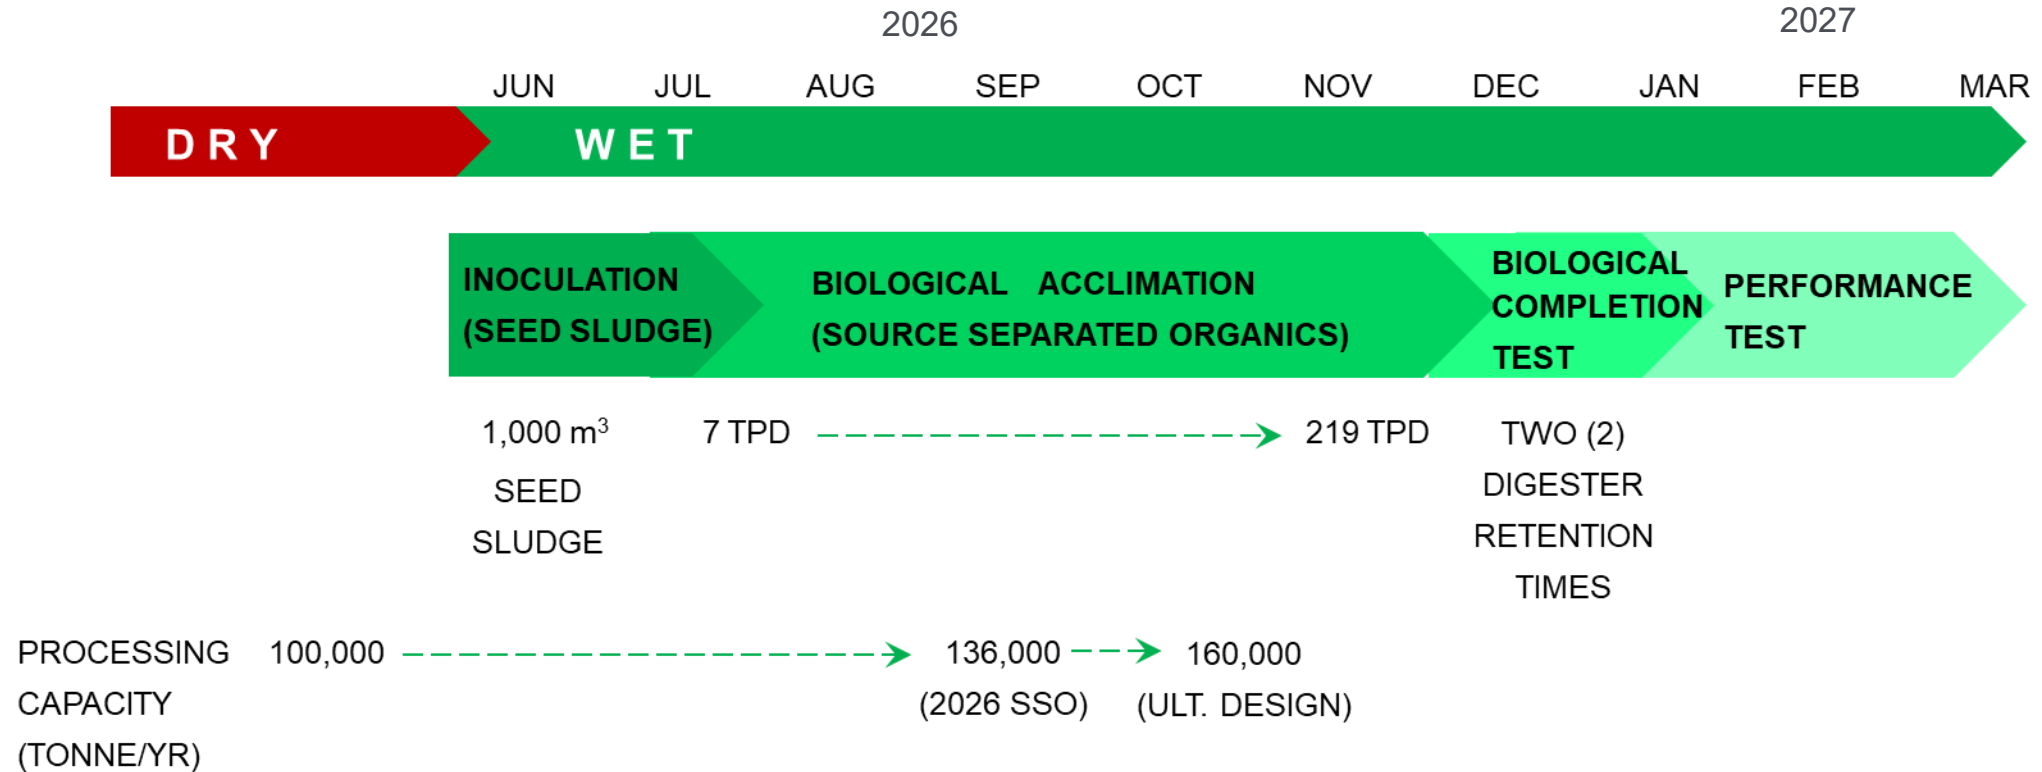 2026 2027
JUN JUL AUG SEP OCT NOV DEC JAN FEB MAR
DRY WET
INOCULATION
(SEED SLUDGE)
BIOLOGICAL ACCLIMATION
(SOURCE SEPARATED ORGANICS)
BIOLOGICAL
COMPLETION
TEST
PERFORMANCE
TEST
1,000 m³
SEED
SLUDGE
7 TPD
219 TPD
TWO (2)
DIGESTER
RETENTION
TIMES
PROCESSING
CAPACITY
(TONNE/YR)
100,000
136,000
(2026 SSO)
160,000
(ULT. DESIGN)